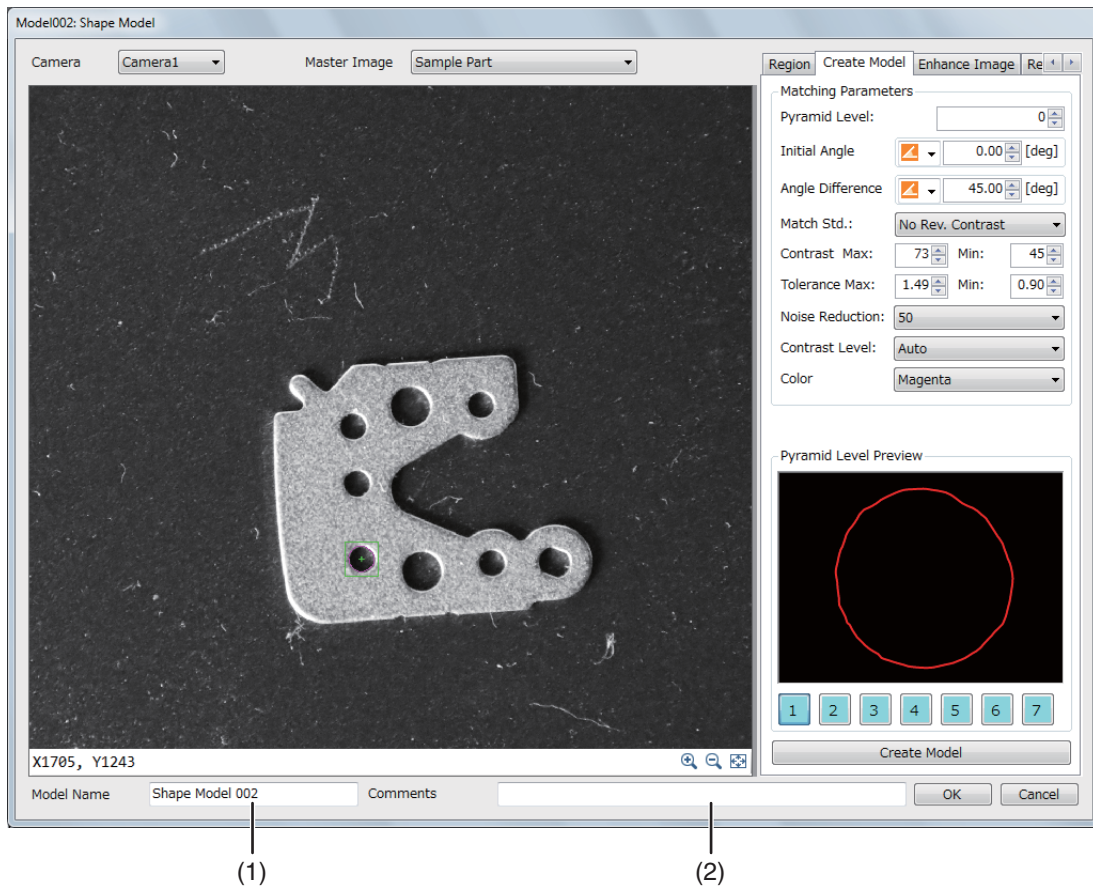 Model002: Shape Model
Camera Camera1 Master Image Sample Part
Region Create Model Enhance Image Re
Matching Parameters
Pyramid Level: 0
Initial Angle 0.00 [deg]
Angle Difference 45.00 [deg]
Match Std.: No Rev. Contrast
Contrast Max: 73 Min: 45
Tolerance Max: 1.49 Min: 0.90
Noise Reduction: 50
Contrast Level: Auto
Color Magenta
Pyramid Level Preview
1 2 3 4 5 6 7
X1705, Y1243
Create Model
Model Name Shape Model 002 Comments OK Cancel
(1) (2)